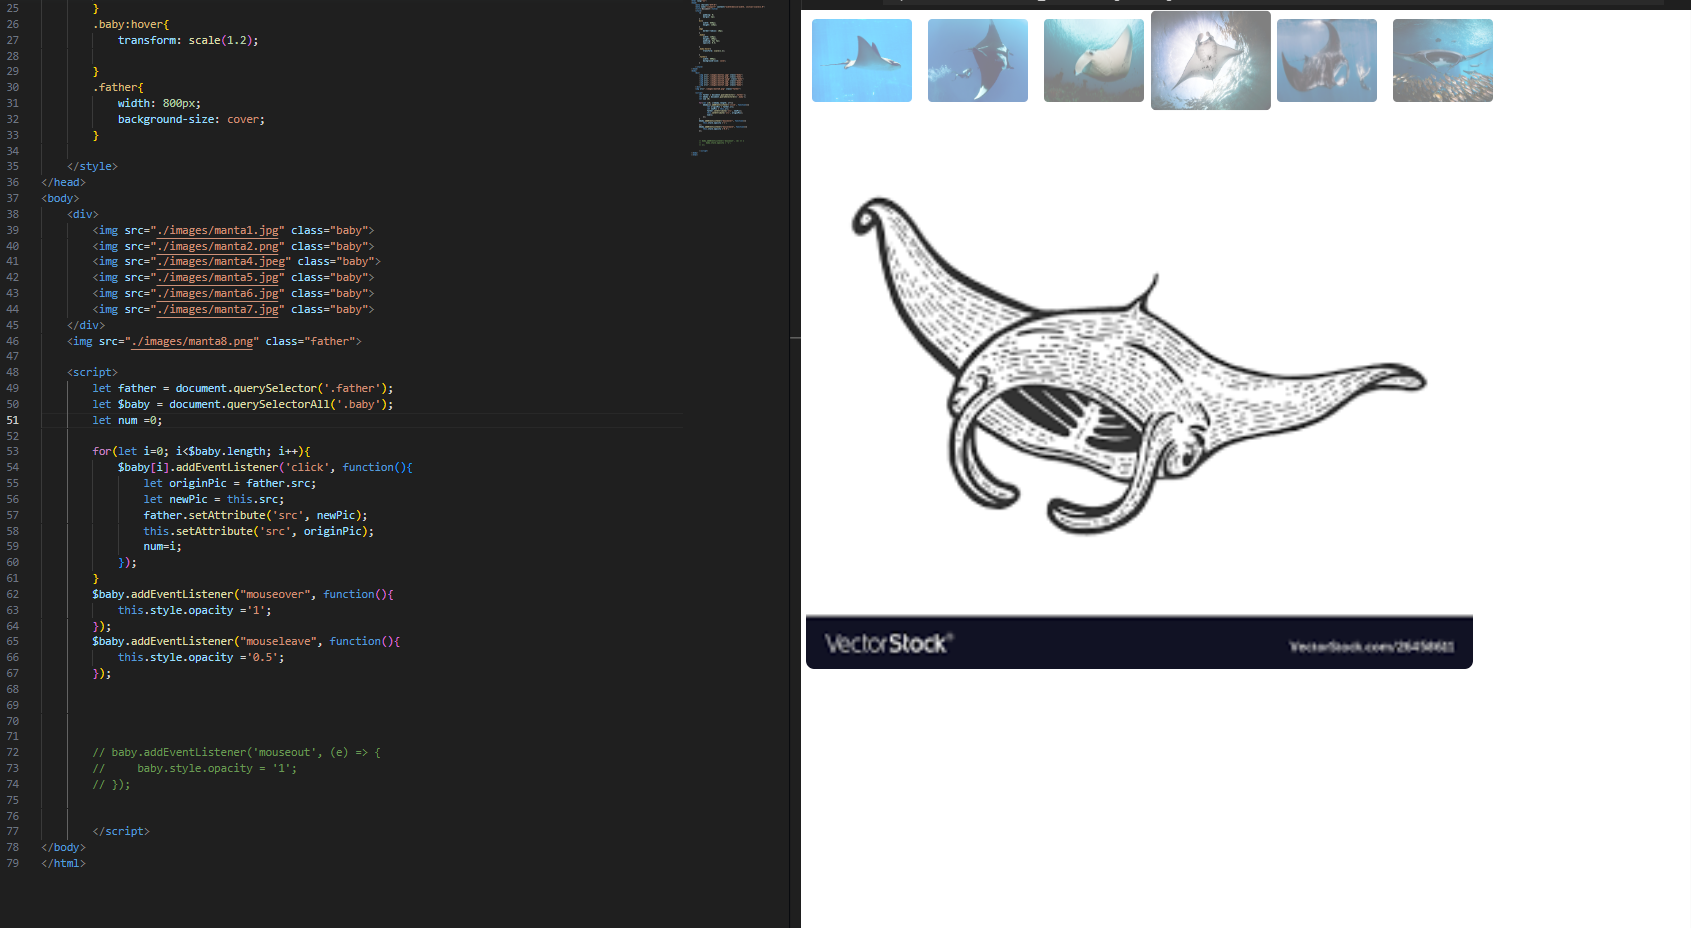 25 }
26 .baby:hover{
27 transform: scale(1.2);
28
29 }
30 .father{
31 width: 800px;
32 background-size: cover;
33 }
34
35 </style>
36 </head>
37 <body>
38 <div>
39 <img src="./images/manta1.jpg" class="baby">
40 <img src="./images/manta2.png" class="baby">
41 <img src="./images/manta4.jpeg" class="baby">
42 <img src="./images/manta5.jpg" class="baby">
43 <img src="./images/manta6.jpg" class="baby">
44 <img src="./images/manta7.jpg" class="baby">
45 </div>
46 <img src="./images/manta8.png" class="father">
47
48 <script>
49 let father = document.querySelector('.father');
50 let $baby = document.querySelectorAll('.baby');
51 let num =0;
52
53 for(let i=0; i<$baby.length; i++){
54 $baby[i].addEventListener('click', function(){
55 let originPic = father.src;
56 let newPic = this.src;
57 father.setAttribute('src', newPic);
58 this.setAttribute('src', originPic);
59 num=i;
60 });
61 }
62 $baby.addEventListener("mouseover", function(){
63 this.style.opacity ='1';
64 });
65 $baby.addEventListener("mouseleave", function(){
66 this.style.opacity ='0.5';
67 });
68
69
70
71
72 // baby.addEventListener('mouseout', (e) => {
73 // baby.style.opacity = '1';
74 // });
75
76
77 </script>
78 </body>
79 </html>
VectorStock®
VectorStock.com/26458611